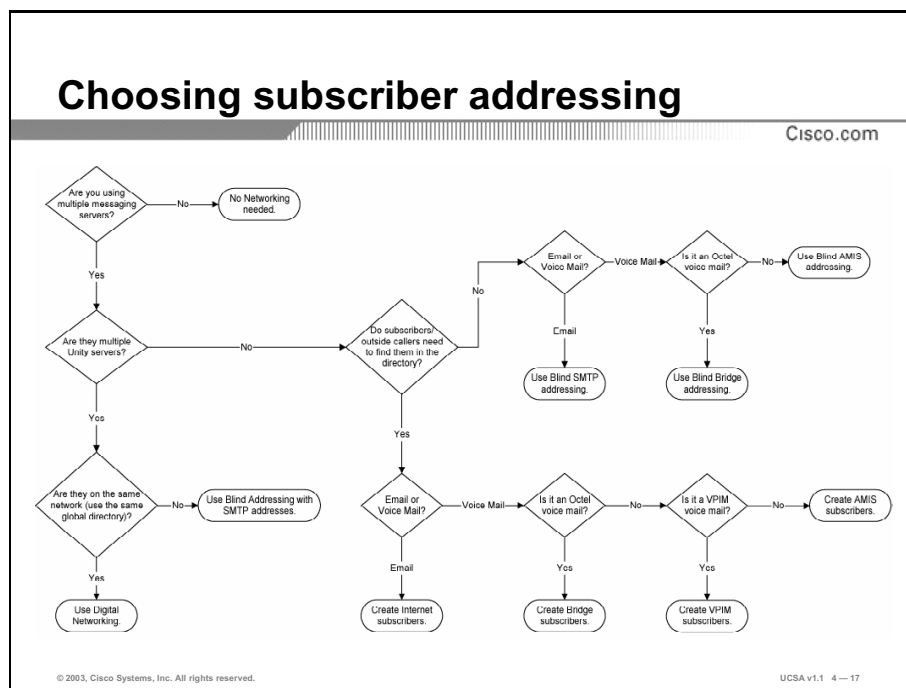 Choosing subscriber addressing
Cisco.com
Are you using
multiple messaging
servers?
No
No Networking
needed.
Yes
Are they multiple
Unity servers?
No
Do subscribers/
outside callers need
to find them in the
directory?
No
Email or
Voice Mail?
Voice Mail
Is it an Octel
voice mail?
No
Use Blind AMIS
addressing.
Email
Use Blind SMTP
addressing.
Yes
Use Blind Bridge
addressing.
Yes
Are they on the same
network (use the same
global directory)?
No
Use Blind Addressing with
SMTP addresses.
Yes
Use Digital
Networking.
Yes
Email or
Voice Mail?
Voice Mail
Is it an Octel
voice mail?
No
Is it a VPIM
voice mail?
No
Create AMIS
subscribers.
Email
Create Internet
subscribers.
Yes
Create Bridge
subscribers.
Yes
Create VPIM
subscribers.
© 2003, Cisco Systems, Inc. All rights reserved.
UCSA v1.1 4 — 17